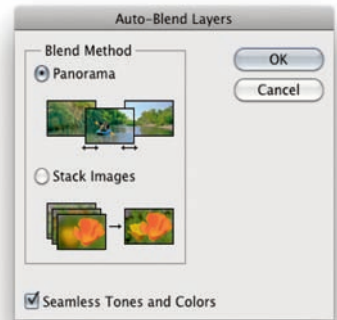 Auto-Blend Layers
Blend Method
Panorama
Stack Images
OK
Cancel
Seamless Tones and Colors